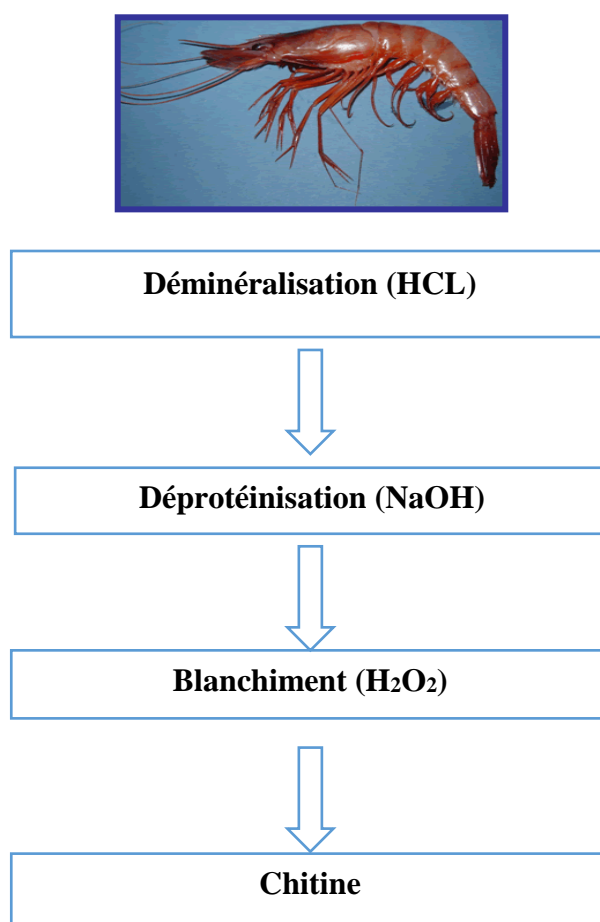 Déminéralisation (HCL)
Déprotéinisation (NaOH)
Blanchiment (H₂O₂)
Chitine